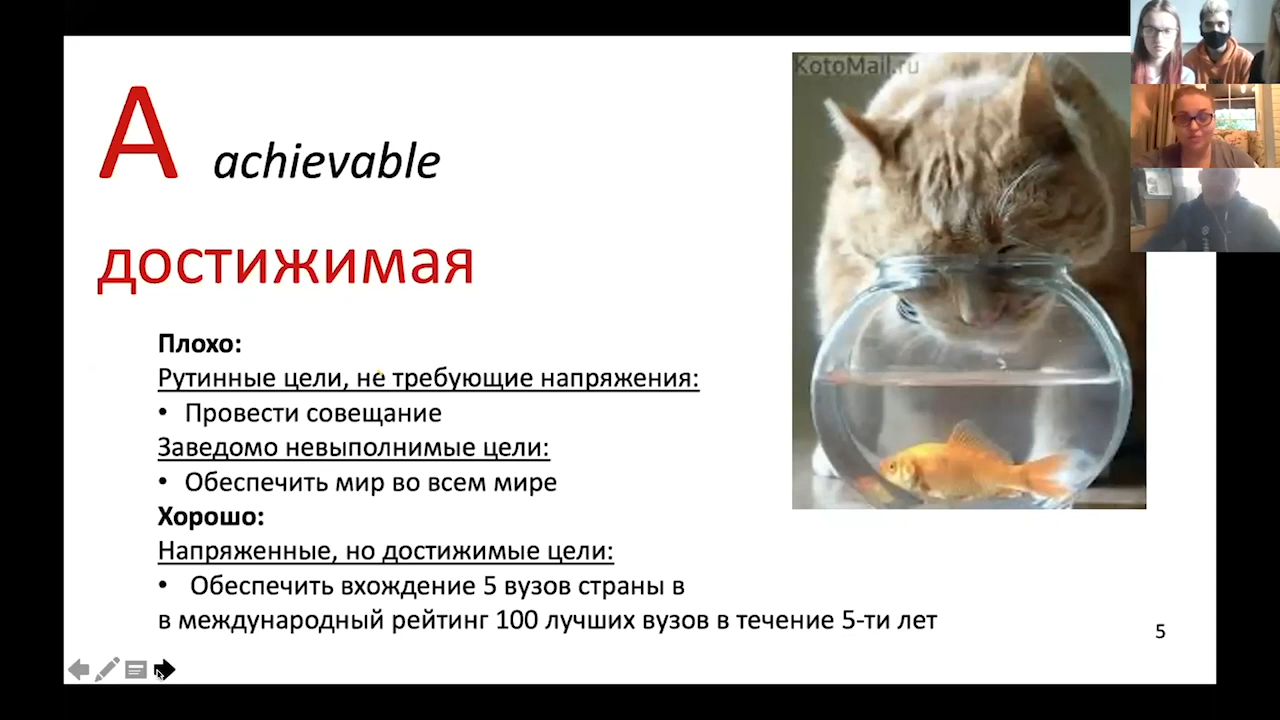 KotoMail.ru
A achievable
достижимая
Плохо:
Рутинные цели, не требующие напряжения:
• Провести совещание
Заведомо невыполнимые цели:
• Обеспечить мир во всем мире
Хорошо:
Напряженные, но достижимые цели:
• Обеспечить вхождение 5 вузов страны в
в международный рейтинг 100 лучших вузов в течение 5-ти лет
5